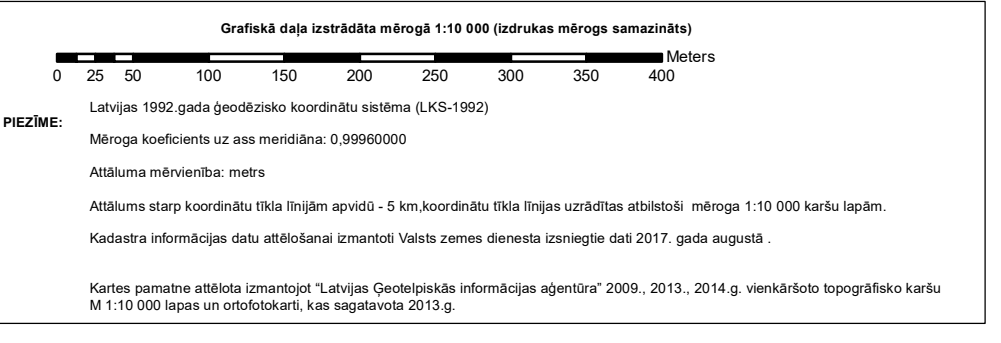 Grafiskā daļa izstrādāta mērogā 1:10 000 (izdrukas mērogs samazināts)
Meters
0 25 50 100 150 200 250 300 350 400
Latvijas 1992.gada ģeodēzisko koordinātu sistēma (LKS-1992)
PIEZĪME:
Mēroga koeficients uz ass meridiāna: 0,99960000
Attāluma mērvienība: metrs
Attālums starp koordinātu tīkla līnijām apvidū - 5 km,koordinātu tīkla līnijas uzrādītas atbilstoši mēroga 1:10 000 karšu lapām.
Kadastra informācijas datu attēlošanai izmantoti Valsts zemes dienesta izsniegtie dati 2017. gada augustā .
Kartes pamatne attēlota izmantojot “Latvijas Ģeotelpiskās informācijas aģentūra” 2009., 2013., 2014.g. vienkāršoto topogrāfisko karšu
M 1:10 000 lapas un ortofotokarti, kas sagatavota 2013.g.